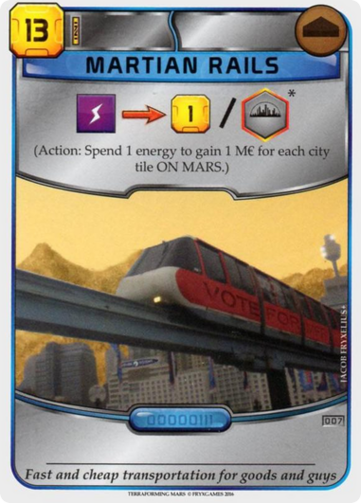 13
MARTIAN RAILS
1 / *
(Action: Spend 1 energy to gain 1 M€ for each city
tile ON MARS.)
VOTE FOR
JACOB FRYXELIUS
00000111
007
Fast and cheap transportation for goods and guys
TERRAFORMING MARS © FRYXGAMES 2016